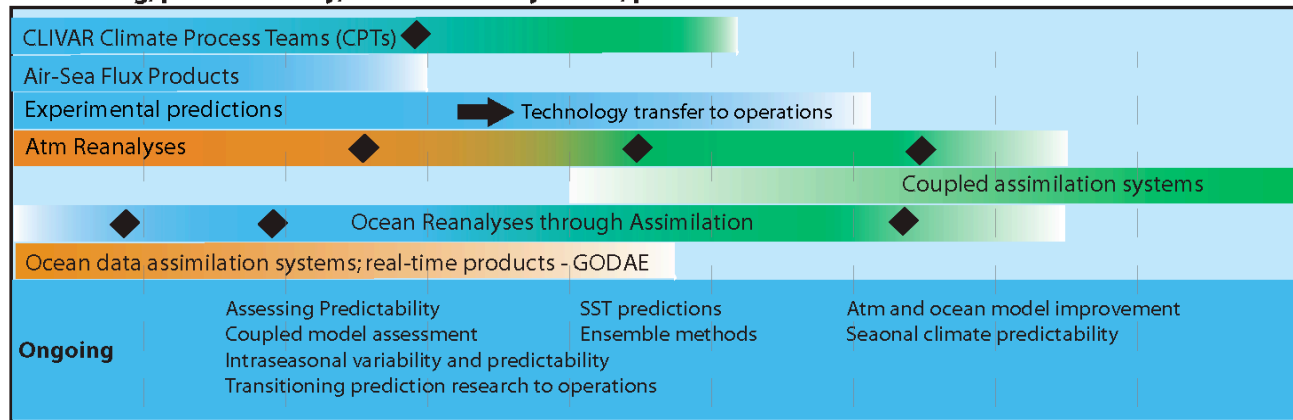 CLIVAR Climate Process Teams (CPTs)
Air-Sea Flux Products
Experimental predictions
Technology transfer to operations
Atm Reanalyses
Coupled assimilation systems
Ocean Reanalyses through Assimilation
Ocean data assimilation systems; real-time products - GODAE
Ongoing
Assessing Predictability
Coupled model assessment
Intraseasonal variability and predictability
Transitioning prediction research to operations
SST predictions
Ensemble methods
Atm and ocean model improvement
Seaonal climate predictability